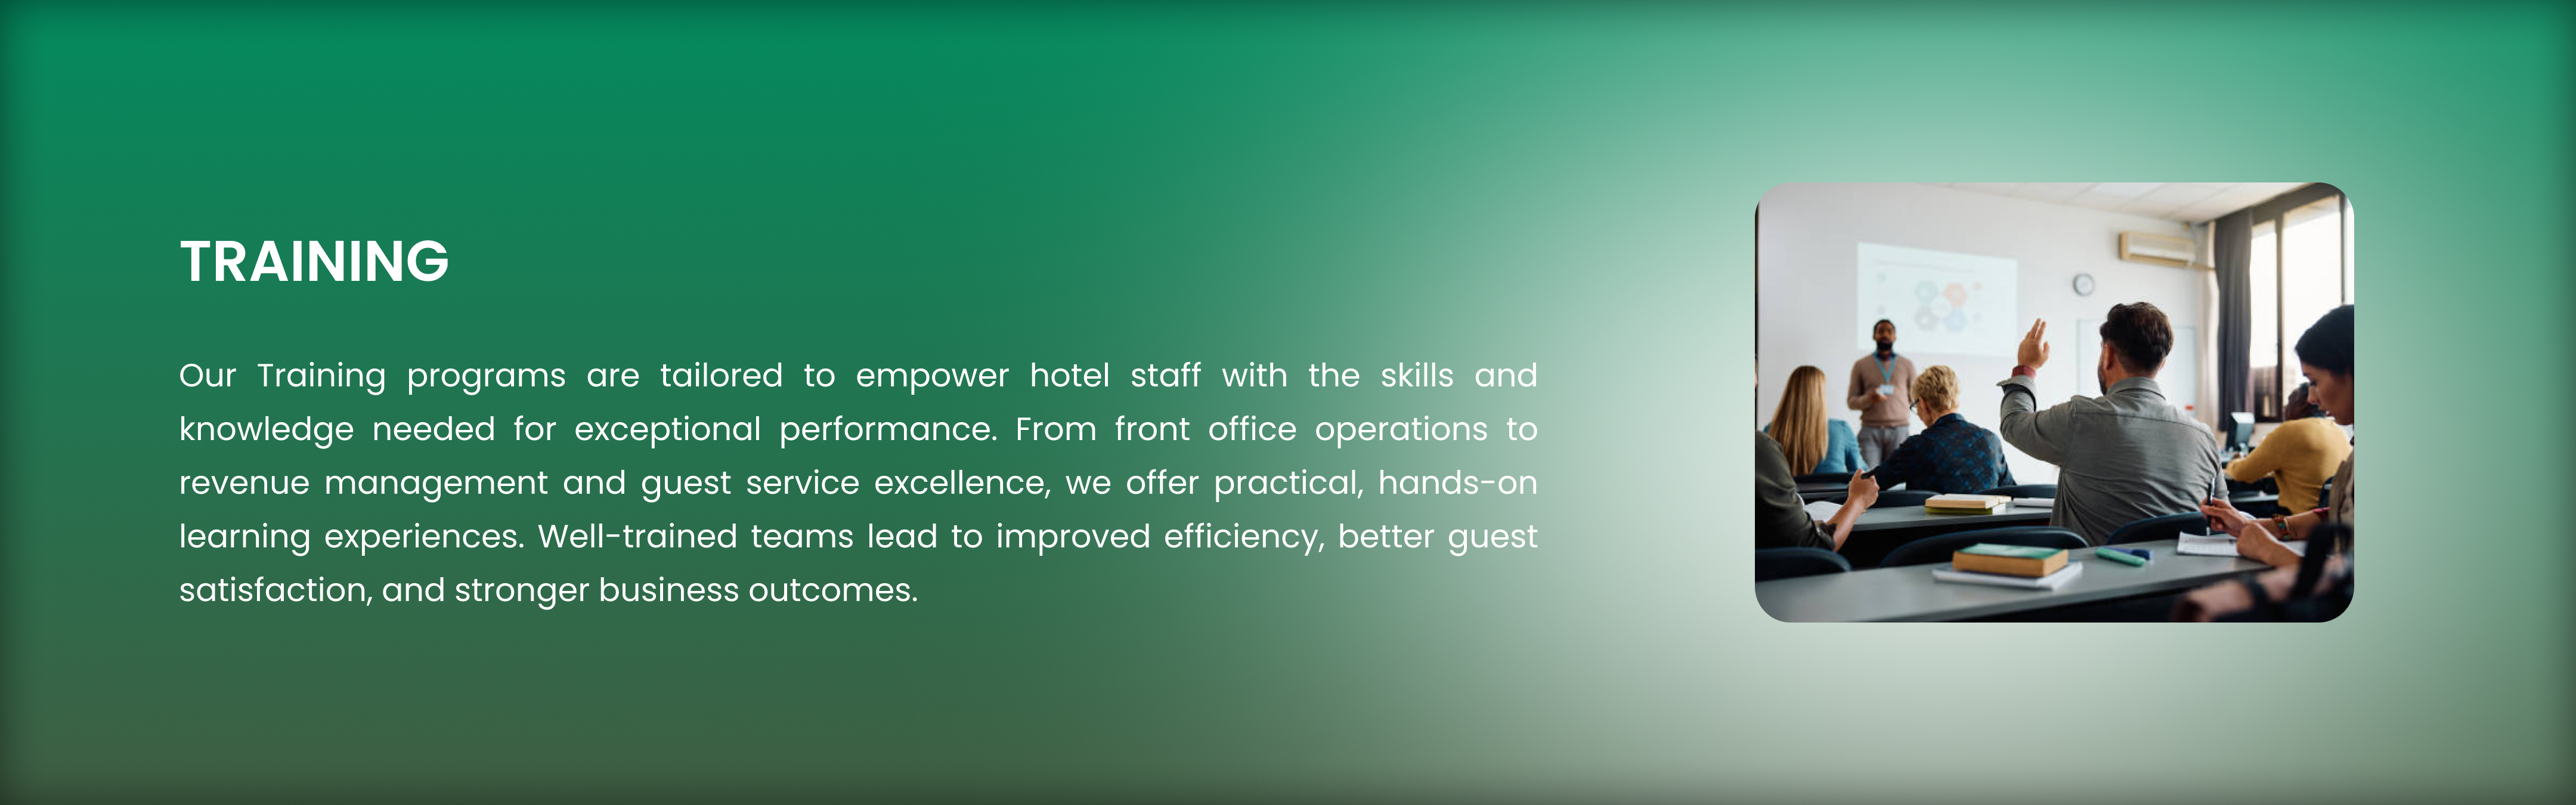 TRAINING
Our Training programs are tailored to empower hotel staff with the skills and
knowledge needed for exceptional performance. From front office operations to
revenue management and guest service excellence, we offer practical, hands-on
learning experiences. Well-trained teams lead to improved efficiency, better guest
satisfaction, and stronger business outcomes.